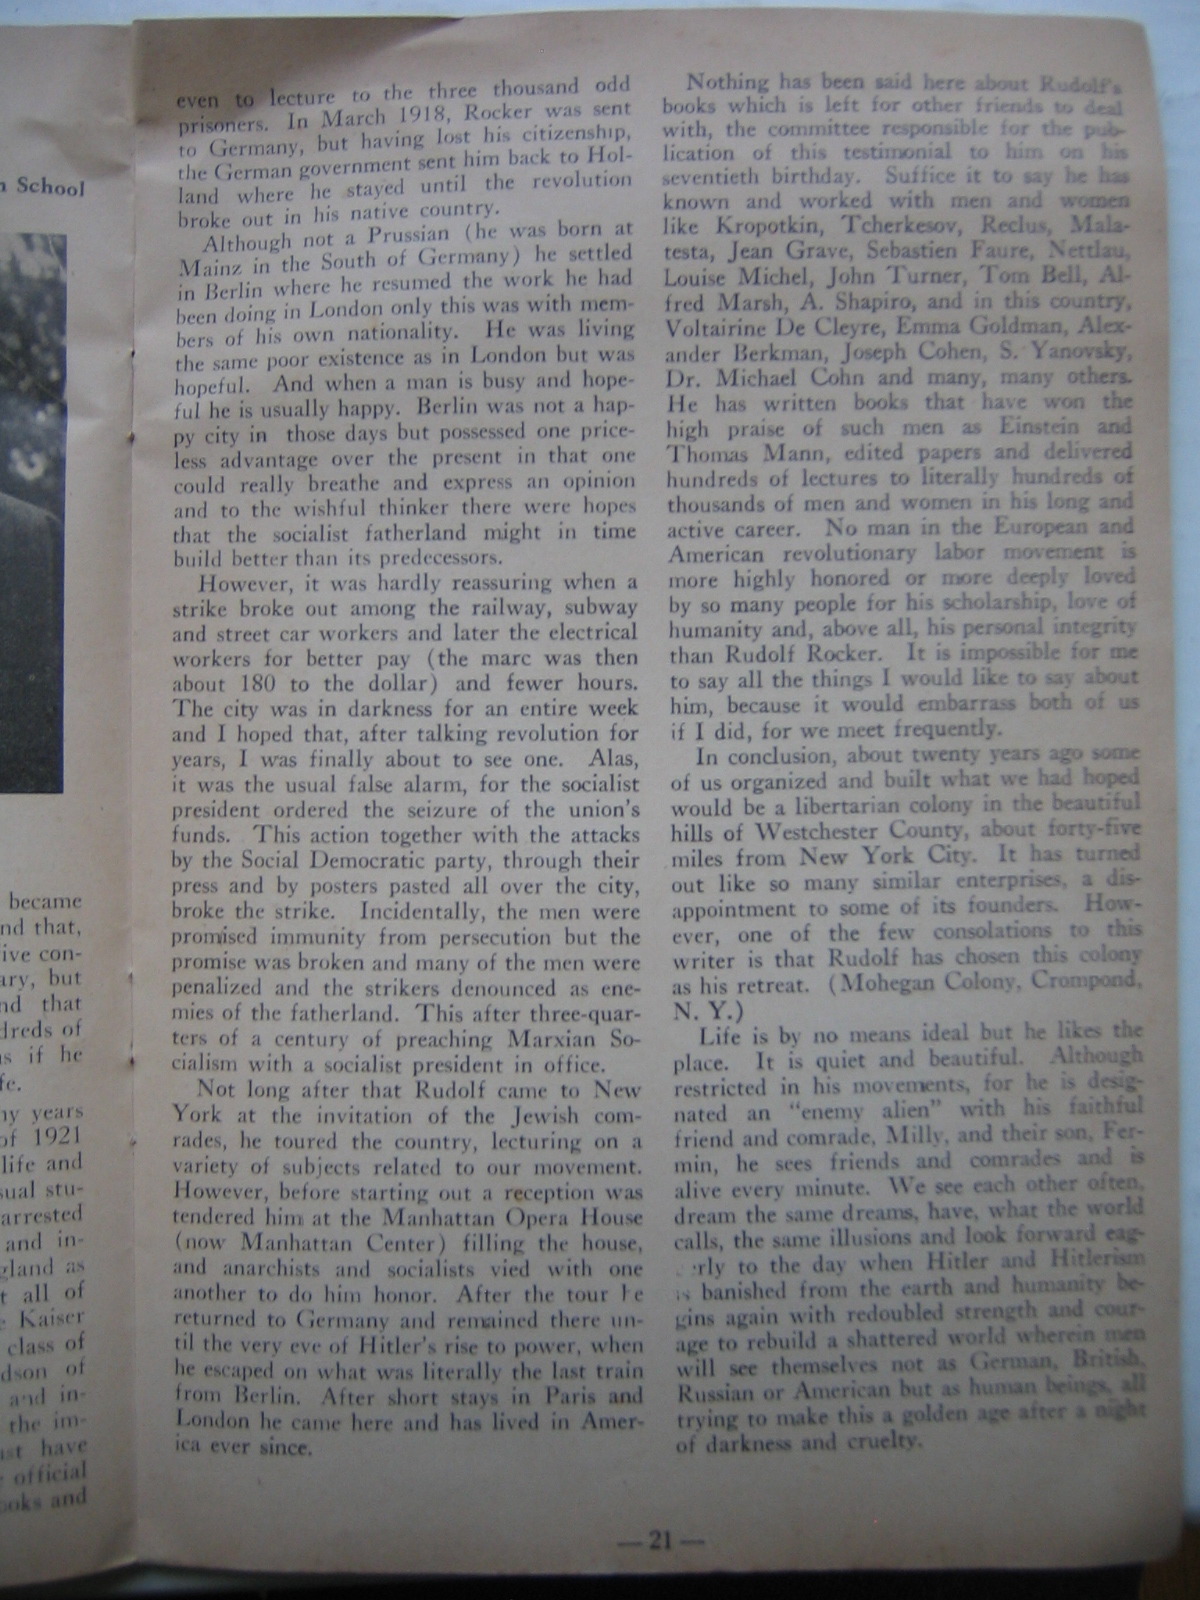 n School
became
nd that,
ive con-
ary, but
nd that
dreds of
s if he
fe.
ny years
of 1921
life and
sual stu-
arrested
and in-
gland as
t all of
e Kaiser
class of
dson of
and in-
the im-
ust have
official
ooks and
even to lecture to the three thousand odd
prisoners. In March 1918, Rocker was sent
to Germany, but having lost his citizenship,
the German government sent him back to Hol-
land where he stayed until the revolution
broke out in his native country.
Although not a Prussian (he was born at
Mainz in the South of Germany) he settled
in Berlin where he resumed the work he had
been doing in London only this was with mem-
bers of his own nationality. He was living
the same poor existence as in London but was
hopeful. And when a man is busy and hope-
ful he is usually happy. Berlin was not a hap-
py city in those days but possessed one price-
less advantage over the present in that one
could really breathe and express an opinion
and to the wishful thinker there were hopes
that the socialist fatherland might in time
build better than its predecessors.
However, it was hardly reassuring when a
strike broke out among the railway, subway
and street car workers and later the electrical
workers for better pay (the marc was then
about 180 to the dollar) and fewer hours.
The city was in darkness for an entire week
and I hoped that, after talking revolution for
years, I was finally about to see one. Alas,
it was the usual false alarm, for the socialist
president ordered the seizure of the union's
funds. This action together with the attacks
by the Social Democratic party, through their
press and by posters pasted all over the city,
broke the strike. Incidentally, the men were
promised immunity from persecution but the
promise was broken and many of the men were
penalized and the strikers denounced as ene-
mies of the fatherland. This after three-quar-
ters of a century of preaching Marxian So-
cialism with a socialist president in office.
Not long after that Rudolf came to New
York at the invitation of the Jewish com-
rades, he toured the country, lecturing on a
variety of subjects related to our movement.
However, before starting out a reception was
tendered him at the Manhattan Opera House
(now Manhattan Center) filling the house,
and anarchists and socialists vied with one
another to do him honor. After the tour he
returned to Germany and remained there un-
til the very eve of Hitler's rise to power, when
he escaped on what was literally the last train
from Berlin. After short stays in Paris and
London he came here and has lived in Amer-
ica ever since.
Nothing has been said here about Rudolf's
books which is left for other friends to deal
with, the committee responsible for the pub-
lication of this testimonial to him on his
seventieth birthday. Suffice it to say he has
known and worked with men and women
like Kropotkin, Tcherkesov, Reclus, Mala-
testa, Jean Grave, Sebastien Faure, Nettlau,
Louise Michel, John Turner, Tom Bell, Al-
fred Marsh, A. Shapiro, and in this country,
Voltairine De Cleyre, Emma Goldman, Alex-
ander Berkman, Joseph Cohen, S. Yanovsky,
Dr. Michael Cohn and many, many others.
He has written books that have won the
high praise of such men as Einstein and
Thomas Mann, edited papers and delivered
hundreds of lectures to literally hundreds of
thousands of men and women in his long and
active career. No man in the European and
American revolutionary labor movement is
more highly honored or more deeply loved
by so many people for his scholarship, love of
humanity and, above all, his personal integrity
than Rudolf Rocker. It is impossible for me
to say all the things I would like to say about
him, because it would embarrass both of us
if I did, for we meet frequently.
In conclusion, about twenty years ago some
of us organized and built what we had hoped
would be a libertarian colony in the beautiful
hills of Westchester County, about forty-five
miles from New York City. It has turned
out like so many similar enterprises, a dis-
appointment to some of its founders. How-
ever, one of the few consolations to this
writer is that Rudolf has chosen this colony
as his retreat. (Mohegan Colony, Crompond,
N. Y.)
Life is by no means ideal but he likes the
place. It is quiet and beautiful. Although
restricted in his movements, for he is desig-
nated an "enemy alien" with his faithful
friend and comrade, Milly, and their son, Fer-
min, he sees friends and comrades and is
alive every minute. We see each other often,
dream the same dreams, have, what the world
calls, the same illusions and look forward eag-
erly to the day when Hitler and Hitlerism
is banished from the earth and humanity be-
gins again with redoubled strength and cour-
age to rebuild a shattered world wherein men
will see themselves not as German, British,
Russian or American but as human beings, all
trying to make this a golden age after a night
of darkness and cruelty.
— 21 —